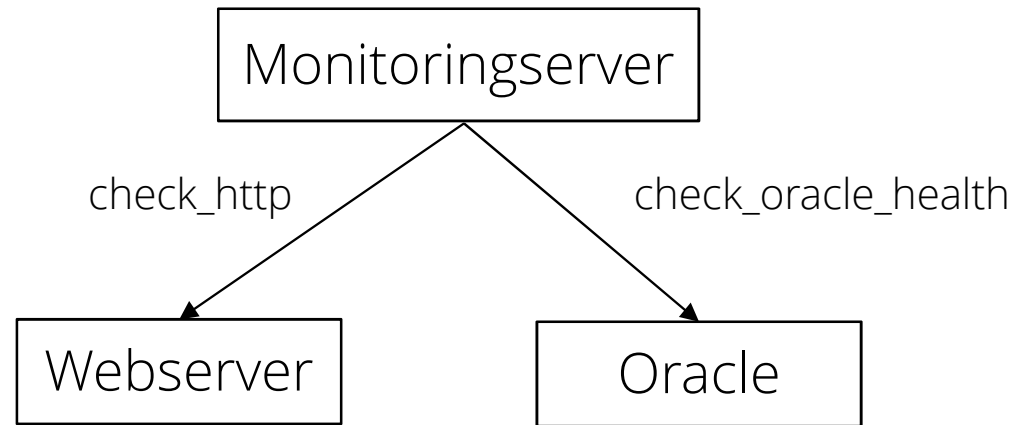 Monitoringserver
check_http
check_oracle_health
Webserver
Oracle